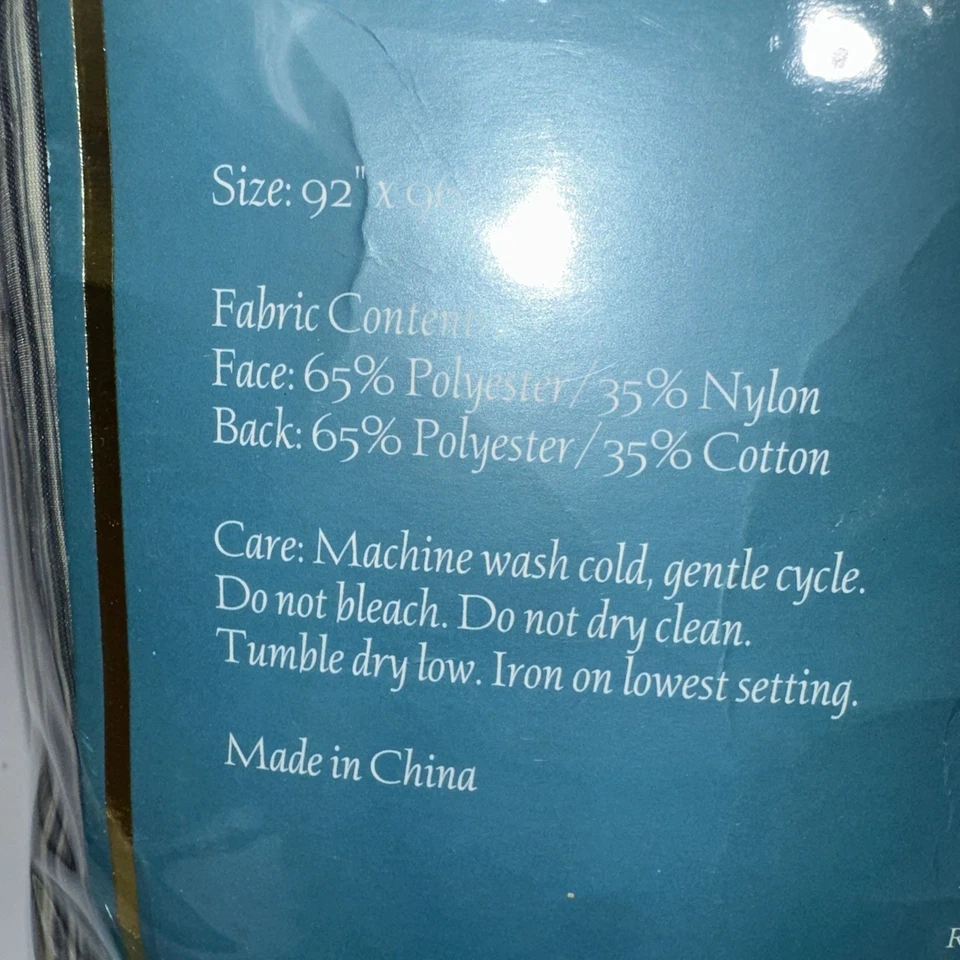 Size: 92" x
Fabric Content:
Face: 65% Polyester/35% Nylon
Back: 65% Polyester/35% Cotton
Care: Machine wash cold, gentle cycle.
Do not bleach. Do not dry clean.
Tumble dry low. Iron on lowest setting.
Made in China